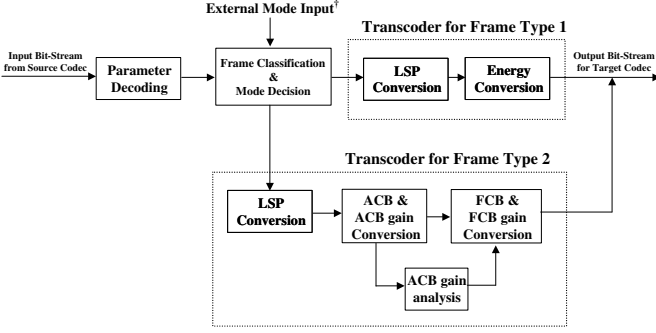 External Mode Input†
Transcoder for Frame Type 1
Input Bit-Stream
from Source Codec
Parameter
Decoding
Frame Classification
&
Mode Decision
LSP
Conversion
Energy
Conversion
Output Bit-Stream
for Target Codec
Transcoder for Frame Type 2
LSP
Conversion
ACB &
ACB gain
Conversion
FCB &
FCB gain
Conversion
ACB gain
analysis